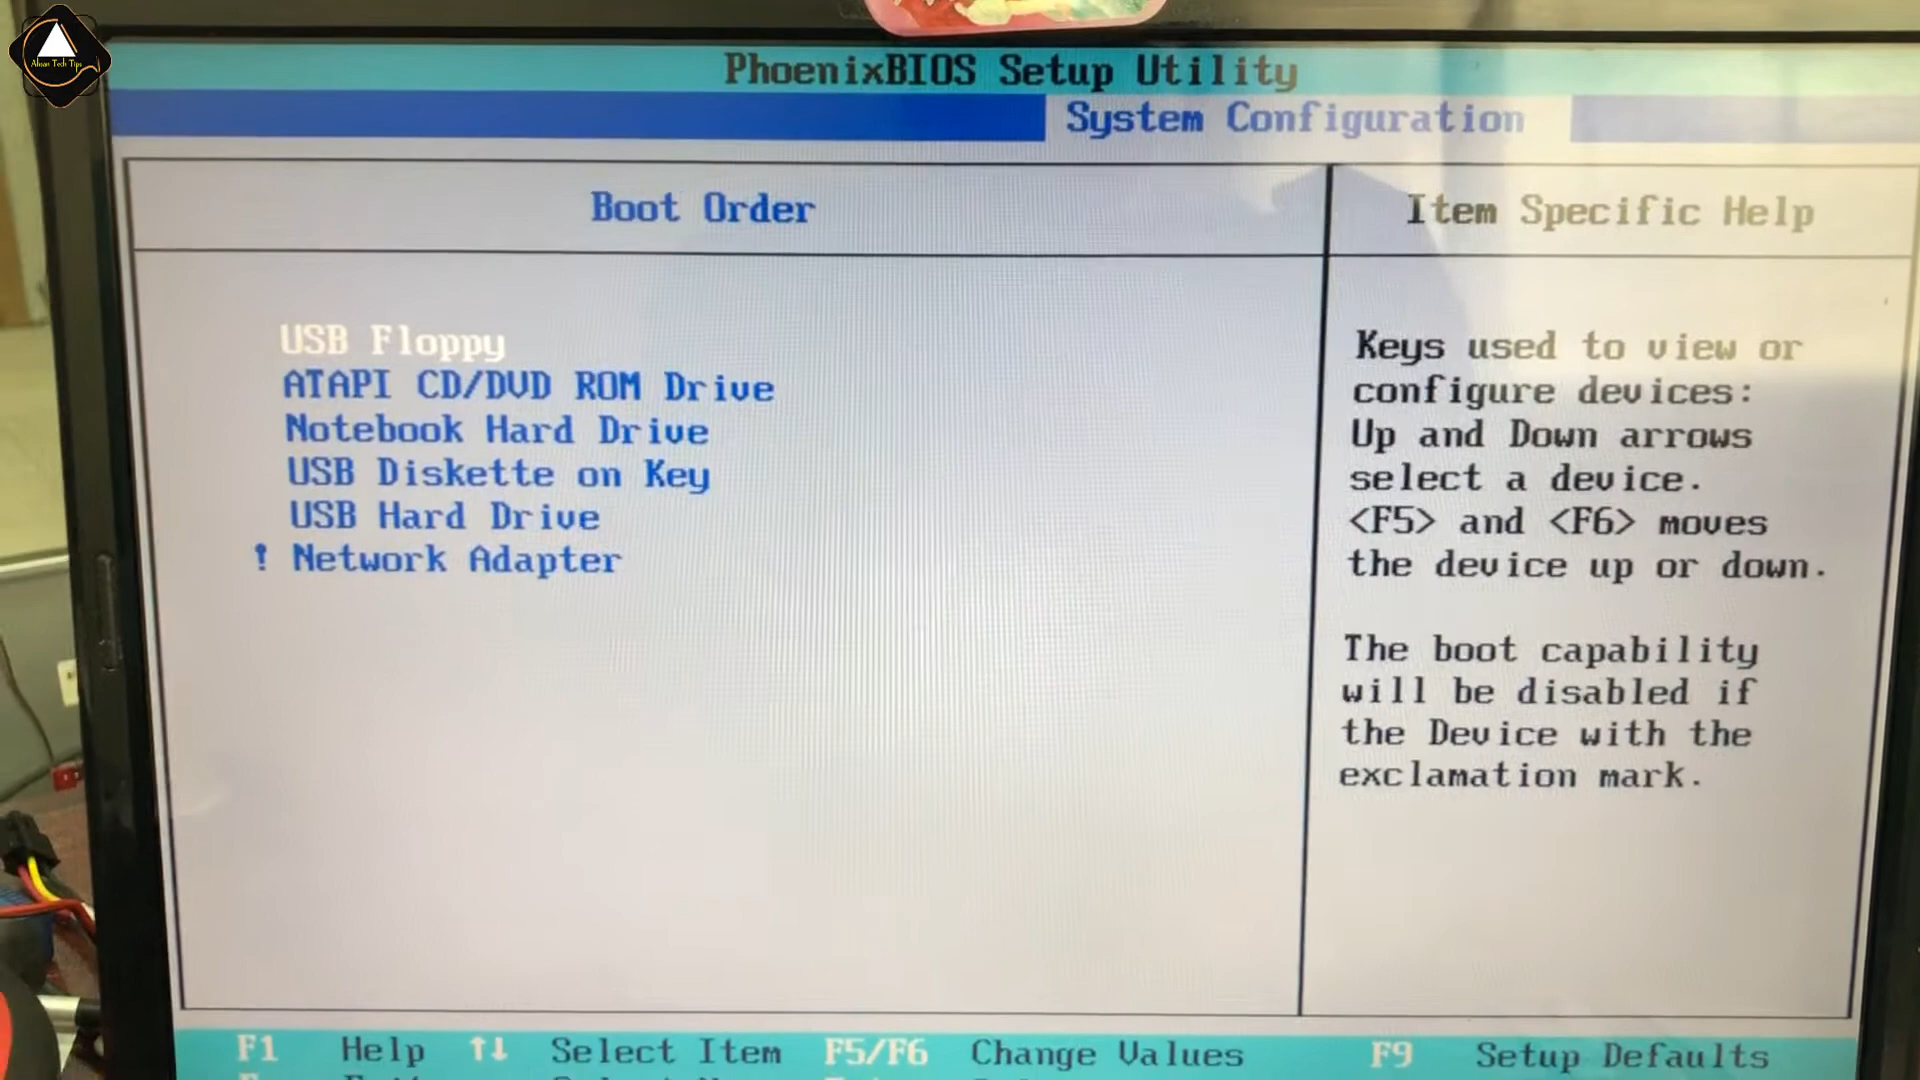 Ahsan Tech Tips
PhoenixBIOS Setup Utility
System Configuration
Boot Order
USB Floppy
ATAPI CD/DVD ROM Drive
Notebook Hard Drive
USB Diskette on Key
USB Hard Drive
! Network Adapter
Item Specific Help
Keys used to view or
configure devices:
Up and Down arrows
select a device.
<F5> and <F6> moves
the device up or down.
The boot capability
will be disabled if
the Device with the
exclamation mark.
F1 Help ↑↓ Select Item F5/F6 Change Values F9 Setup Defaults